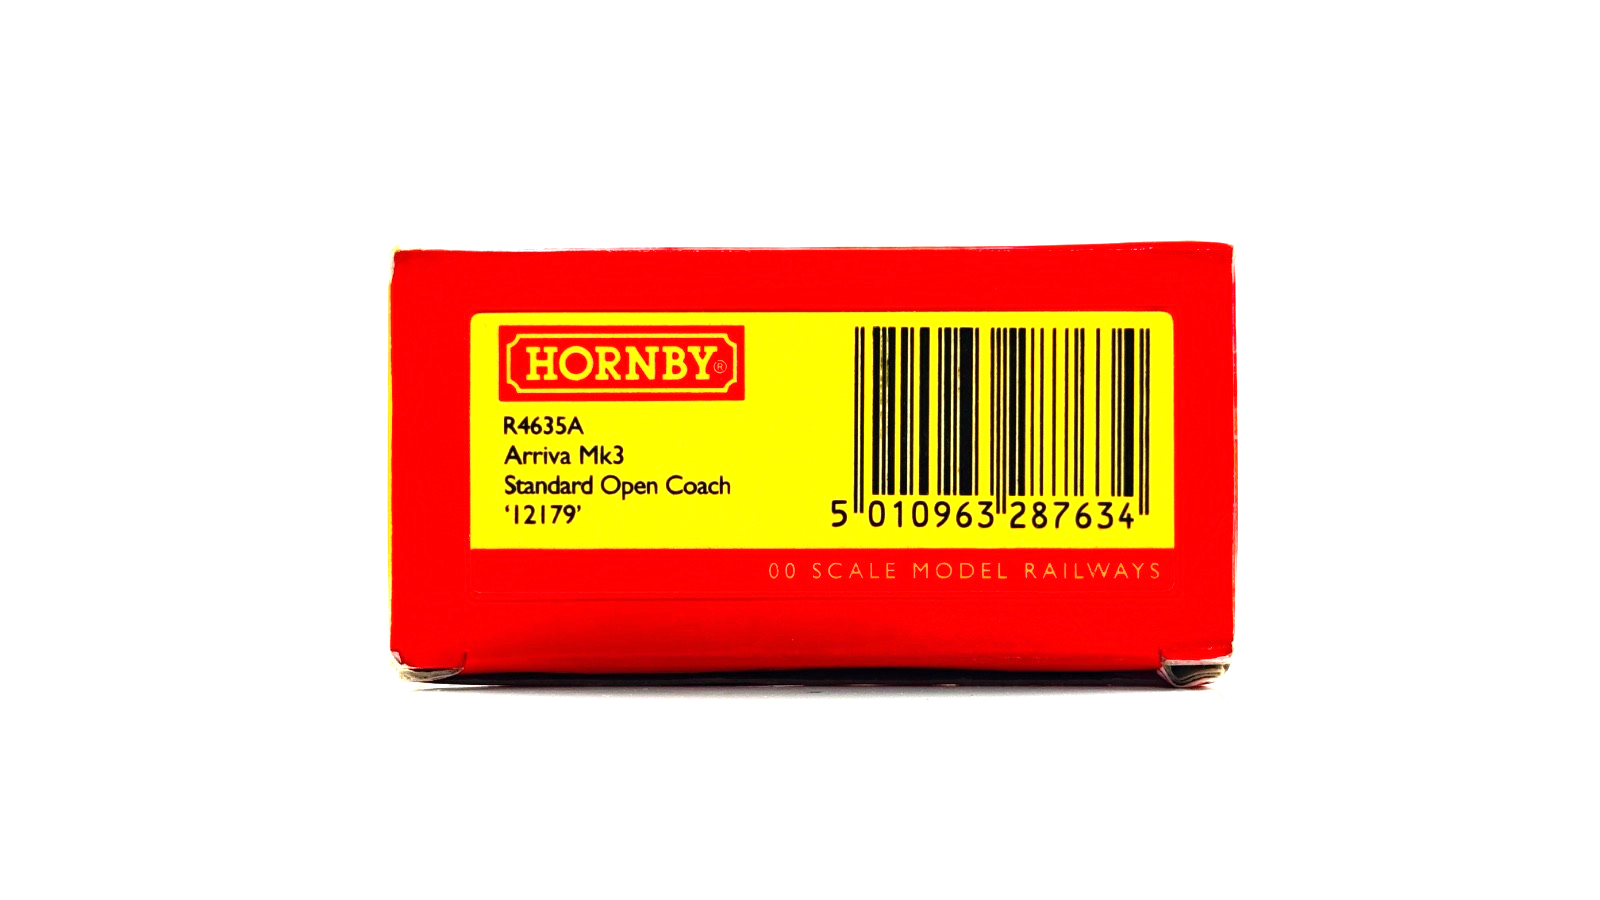 HORNBY®
R4635A
Arriva Mk3
Standard Open Coach
‘12179’
5 010963 287634
00 SCALE MODEL RAILWAYS